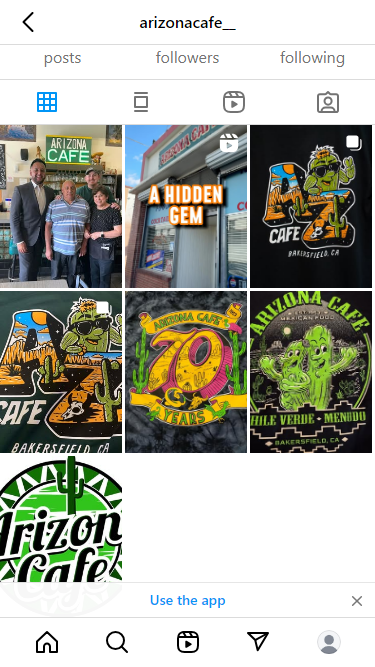 arizonacafe__
posts followers following
ARIZONA
CAFE
A HIDDEN
GEM
AZ
CAFE
BAKERSFIELD, CA
AZ
CAFE
BAKERSFIELD, CA
ARIZONA CAFE'S
70
YEARS
ARIZONA CAFE
MEXICAN FOOD
HILE VERDE • MENUDO
BAKERSFIELD, CA
Arizon
Cafe
Use the app